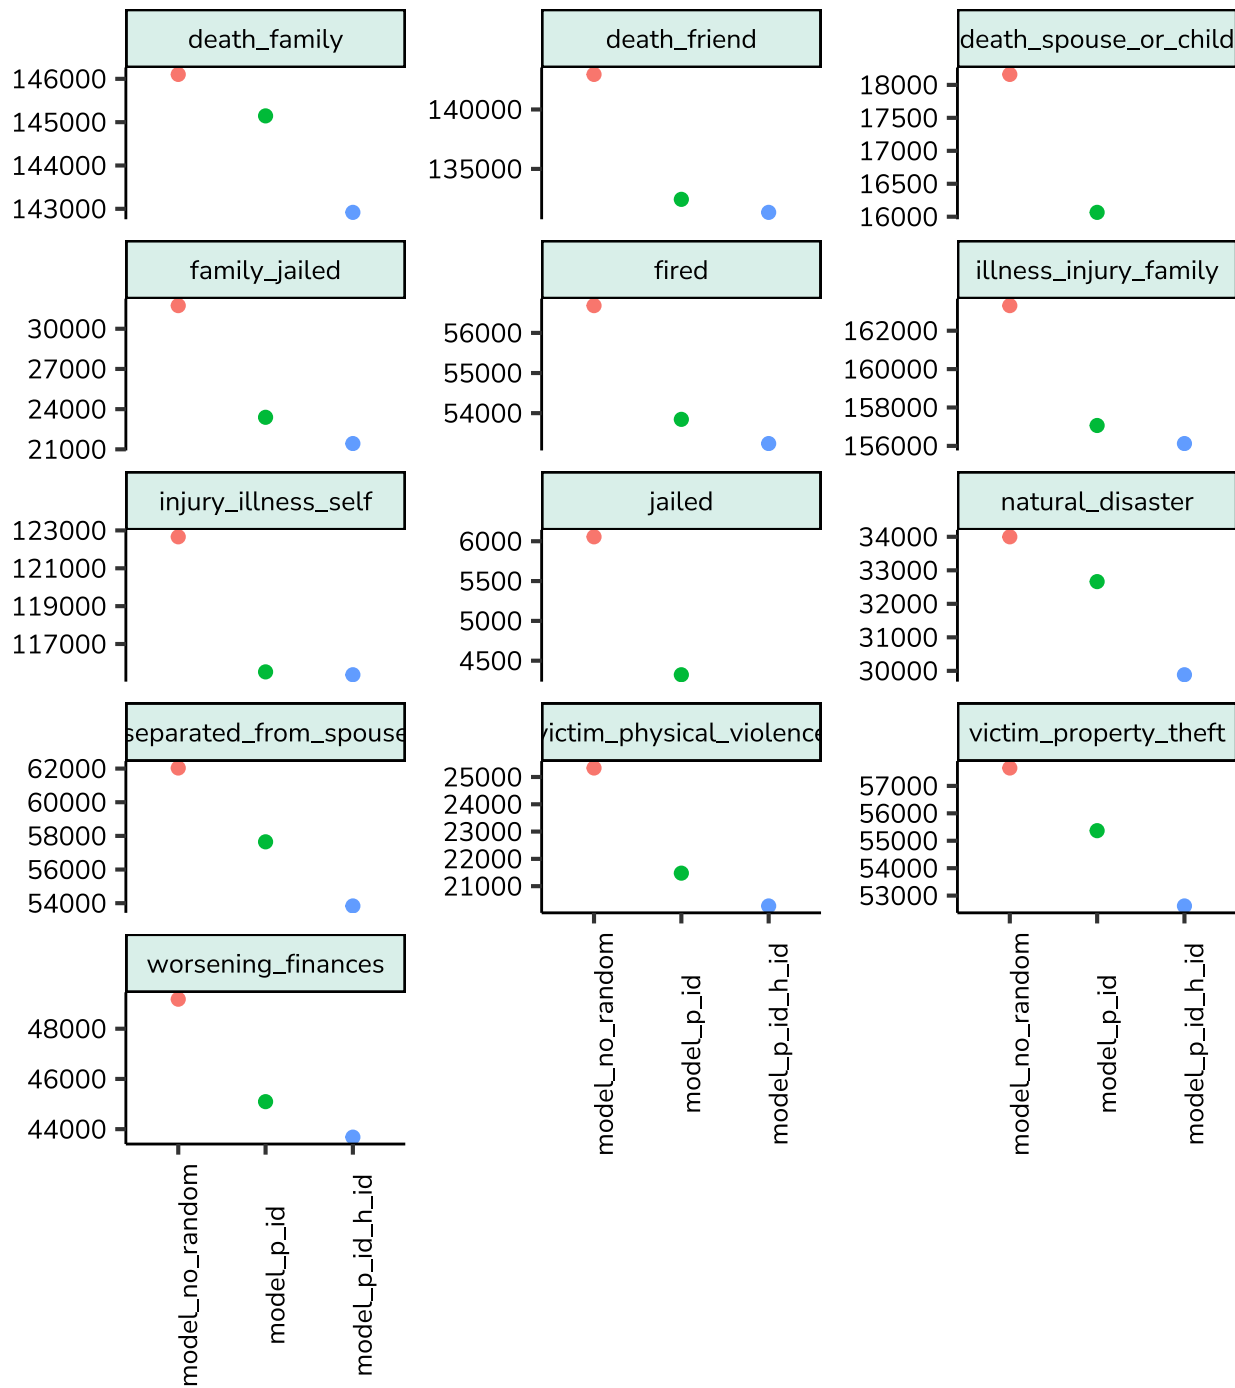 death_family
death_friend
death_spouse_or_child
146000
145000
144000
143000
140000
135000
18000
17500
17000
16500
16000
family_jailed
fired
illness_injury_family
30000
27000
24000
21000
56000
55000
54000
162000
160000
158000
156000
injury_illness_self
jailed
natural_disaster
123000
121000
119000
117000
6000
5500
5000
4500
34000
33000
32000
31000
30000
separated_from_spouse
victim_physical_violence
victim_property_theft
62000
60000
58000
56000
54000
25000
24000
23000
22000
21000
57000
56000
55000
54000
53000
model_no_random
model_p_id
model_p_id_h_id
model_no_random
model_p_id
model_p_id_h_id
worsening_finances
48000
46000
44000
model_no_random
model_p_id
model_p_id_h_id